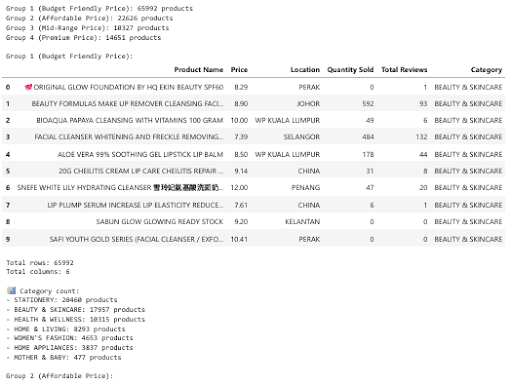 Group 1 (Budget Friendly Price): 65992 products
Group 2 (Affordable Price): 22626 products
Group 3 (Mid-Range Price): 10327 products
Group 4 (Premium Price): 14651 products
Group 1 (Budget Friendly Price):
Product Name Price Location Quantity Sold Total Reviews Category
0 💗 ORIGINAL GLOW FOUNDATION BY HQ EKIN BEAUTY SPF60 8.29 PERAK 0 1 BEAUTY & SKINCARE
1 BEAUTY FORMULAS MAKE UP REMOVER CLEANSING FACI... 8.90 JOHOR 592 93 BEAUTY & SKINCARE
2 BIOAQUA PAPAYA CLEANSING WITH VITAMINS 100 GRAM 10.00 WP KUALA LUMPUR 49 6 BEAUTY & SKINCARE
3 FACIAL CLEANSER WHITENING AND FRECKLE REMOVING... 7.39 SELANGOR 484 132 BEAUTY & SKINCARE
4 ALOE VERA 99% SOOTHING GEL LIPSTICK LIP BALM 8.50 WP KUALA LUMPUR 178 44 BEAUTY & SKINCARE
5 20G CHEILITIS CREAM LIP CARE CHEILITIS REPAIR ... 9.14 CHINA 31 8 BEAUTY & SKINCARE
6 SNEFE WHITE LILY HYDRATING CLEANSER 12.00 PENANG 47 20 BEAUTY & SKINCARE
7 LIP PLUMP SERUM INCREASE LIP ELASTICITY REDUCE... 7.61 CHINA 6 1 BEAUTY & SKINCARE
8 SABUN GLOW GLOWING READY STOCK 9.20 KELANTAN 0 0 BEAUTY & SKINCARE
9 SAFI YOUTH GOLD SERIES (FACIAL CLEANSER / EXFO... 10.41 PERAK 0 0 BEAUTY & SKINCARE
Total rows: 65992
Total columns: 6
📊 Category count:
- STATIONERY: 20460 products
- BEAUTY & SKINCARE: 17957 products
- HEALTH & WELLNESS: 10315 products
- HOME & LIVING: 8293 products
- WOMEN'S FASHION: 4653 products
- HOME APPLIANCES: 3837 products
- MOTHER & BABY: 477 products
Group 2 (Affordable Price):